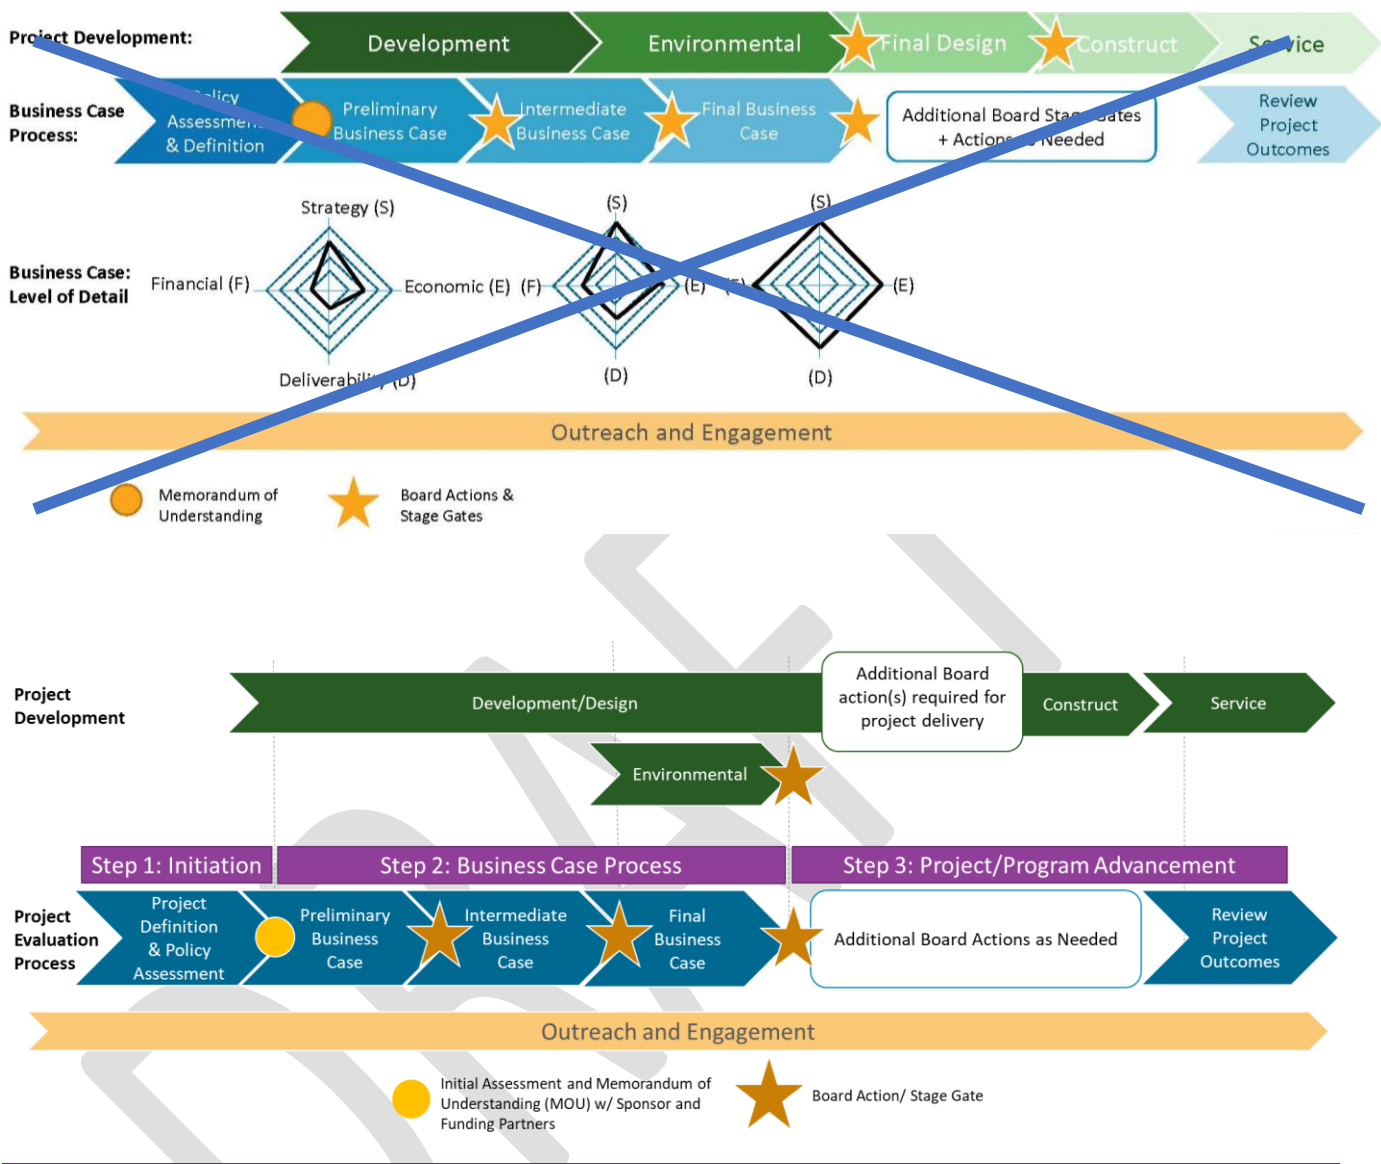 Project Development:
Development
Environmental
Final Design
Construct
Service
Business Case
Process:
Policy
Assessment
& Definition
Preliminary
Business Case
Intermediate
Business Case
Final Business
Case
Additional Board Stage Gates
+ Actions as Needed
Review
Project
Outcomes
Business Case:
Level of Detail
Strategy (S)
Financial (F)
Economic (E)
Deliverability (D)
(S)
(F)
(E)
(D)
(S)
(F)
(E)
(D)
Outreach and Engagement
Memorandum of
Understanding
Board Actions &
Stage Gates
DRAFT
Project
Development
Development/Design
Additional Board
action(s) required for
project delivery
Construct
Service
Environmental
Step 1: Initiation
Step 2: Business Case Process
Step 3: Project/Program Advancement
Project
Evaluation
Process
Project
Definition
& Policy
Assessment
Preliminary
Business
Case
Intermediate
Business
Case
Final
Business
Case
Additional Board Actions as Needed
Review
Project
Outcomes
Outreach and Engagement
Initial Assessment and Memorandum of
Understanding (MOU) w/ Sponsor and
Funding Partners
Board Action/ Stage Gate